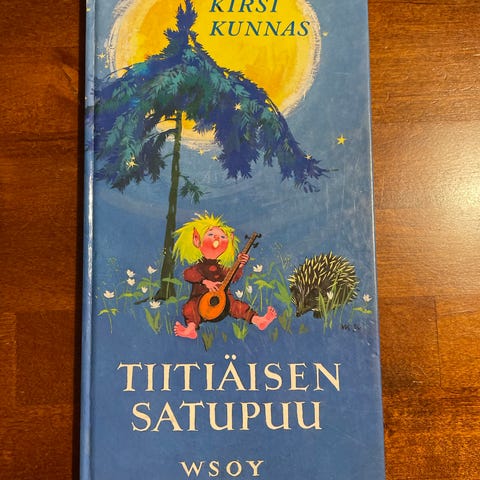 KIRSI
KUNNAS
TIITIÄISEN
SATUPUU
WSOY